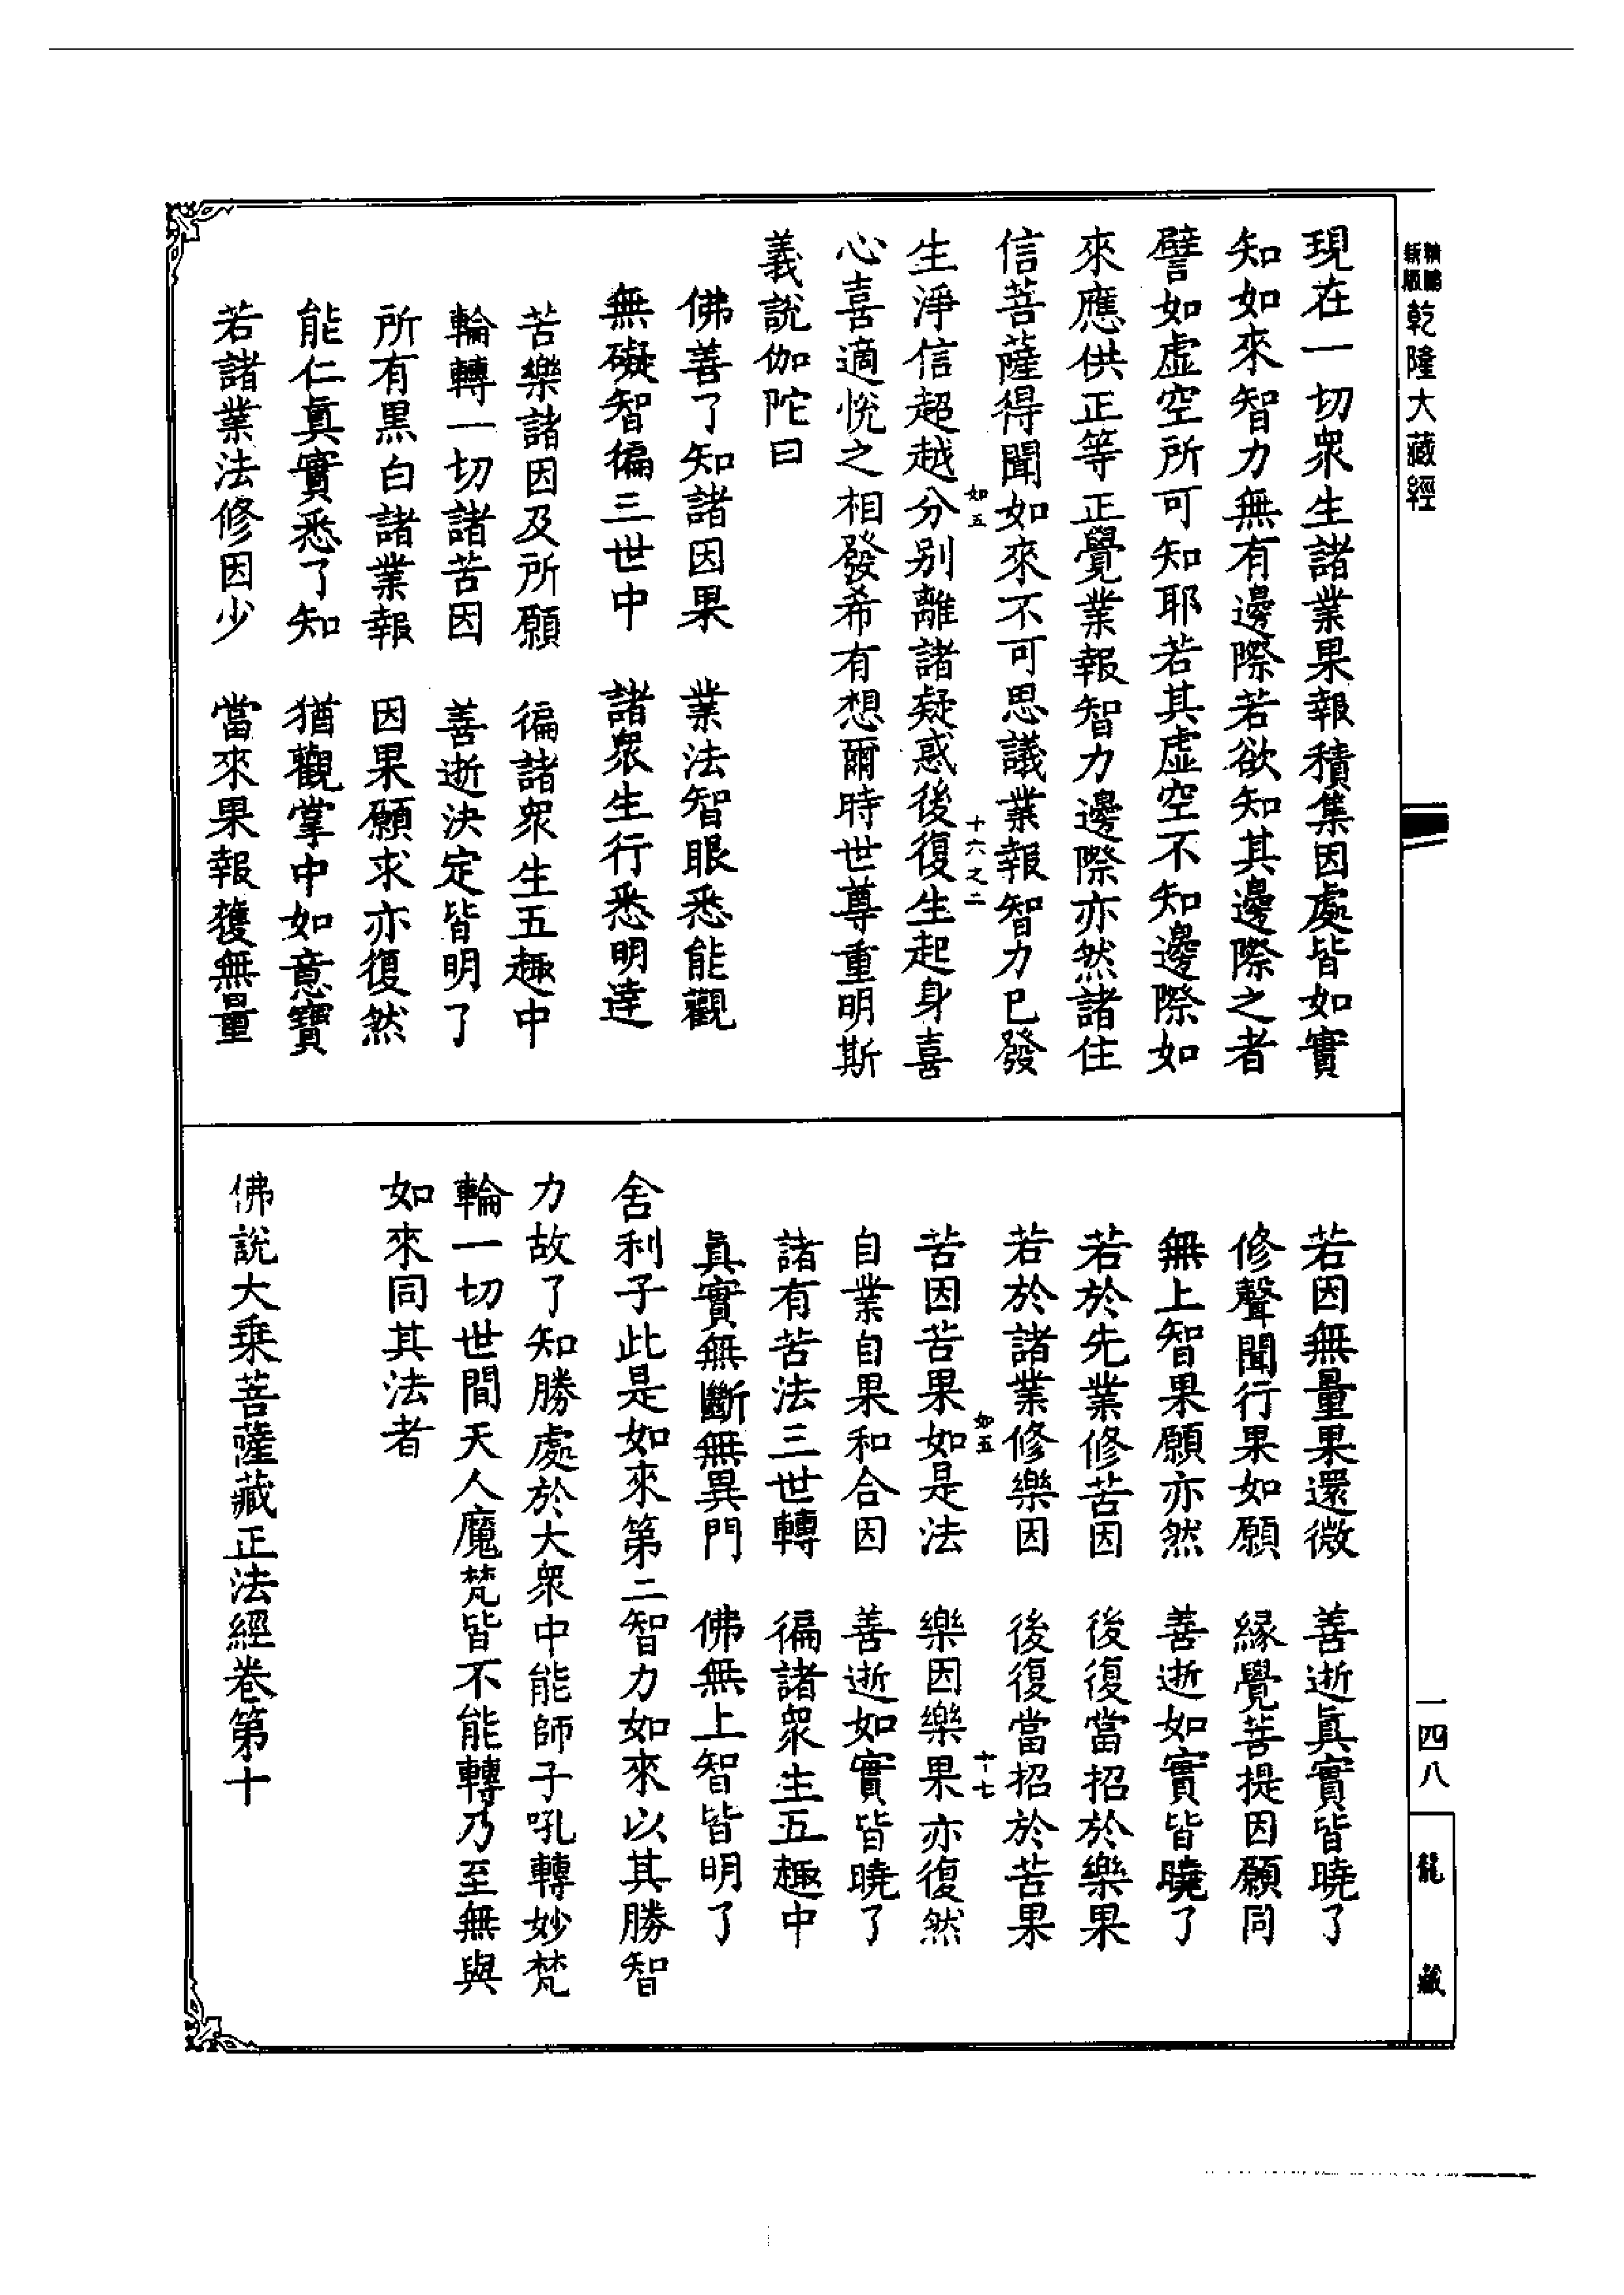 新版
精編
乾隆大藏經
現在一切衆生諸業果報積集因處皆如實
知如來智力無有邊際若欲知其邊際之者
譬如虛空所可知耶若其虛空不知邊際如
來應供正等正覺業報智力邊際亦然諸住
信菩薩得聞如來不可思議業報智力已發
如五
十六之二
生淨信超越分别離諸疑惑後復生起身喜
心喜適悅之相發希有想爾時世尊重明斯
義說伽陀曰
佛善了知諸因果　業法智眼悉能觀
無礙智徧三世中　諸衆生行悉明達
苦樂諸因及所願　徧諸衆生五趣中
輪轉一切諸苦因　善逝決定皆明了
所有黒白諸業報　因果願求亦復然
能仁眞實悉了知　猶觀掌中如意寶
若諸業法修因少　當來果報獲無量
若因無量果還微　善逝眞實皆曉了
修聲聞行果如願　緣覺菩提因願同
無上智果願亦然　善逝如實皆曉了
若於先業修苦因　後復當招於樂果
若於諸業修樂因　後復當招於苦果
如五
十七
苦因苦果如是法　樂因樂果亦復然
自業自果和合因　善逝如實皆曉了
諸有苦法三世轉　徧諸衆生五趣中
眞實無斷無異門　佛無上智皆明了
舍利子此是如來第二智力如來以其勝智
力故了知勝處於大衆中能師子吼轉妙梵
輪一切世間天人魔梵皆不能轉乃至無與
如來同其法者
佛說大乘菩薩藏正法經卷第十
一四八
龍藏